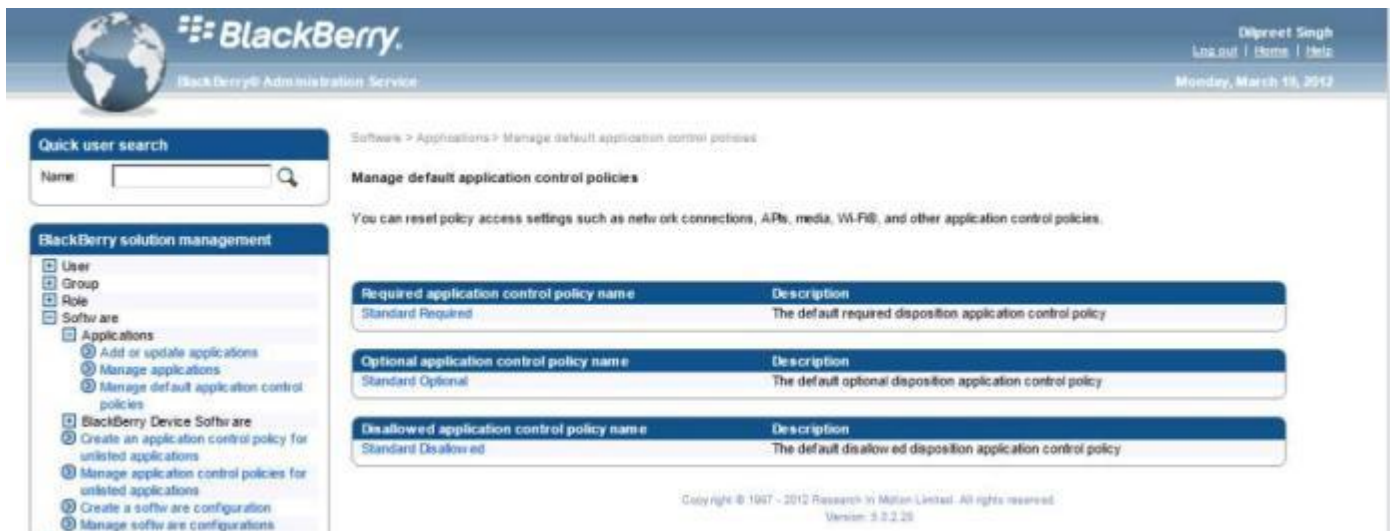 BlackBerry.
Dilpreet Singh
Log out | Home | Help
BlackBerry® Administration Service
Monday, March 19, 2012
Quick user search
Name:
BlackBerry solution management
User
Group
Role
Software
Applications
Add or update applications
Manage applications
Manage default application control
policies
BlackBerry Device Software
Create an application control policy for
unlisted applications
Manage application control policies for
unlisted applications
Create a software configuration
Manage software configurations
Software > Applications > Manage default application control policies
Manage default application control policies
You can reset policy access settings such as network connections, APIs, media, Wi-Fi®, and other application control policies.
Required application control policy name Description
Standard Required The default required disposition application control policy
Optional application control policy name Description
Standard Optional The default optional disposition application control policy
Disallowed application control policy name Description
Standard Disallowed The default disallowed disposition application control policy
Copyright © 1997 - 2012 Research In Motion Limited. All rights reserved.
Version: